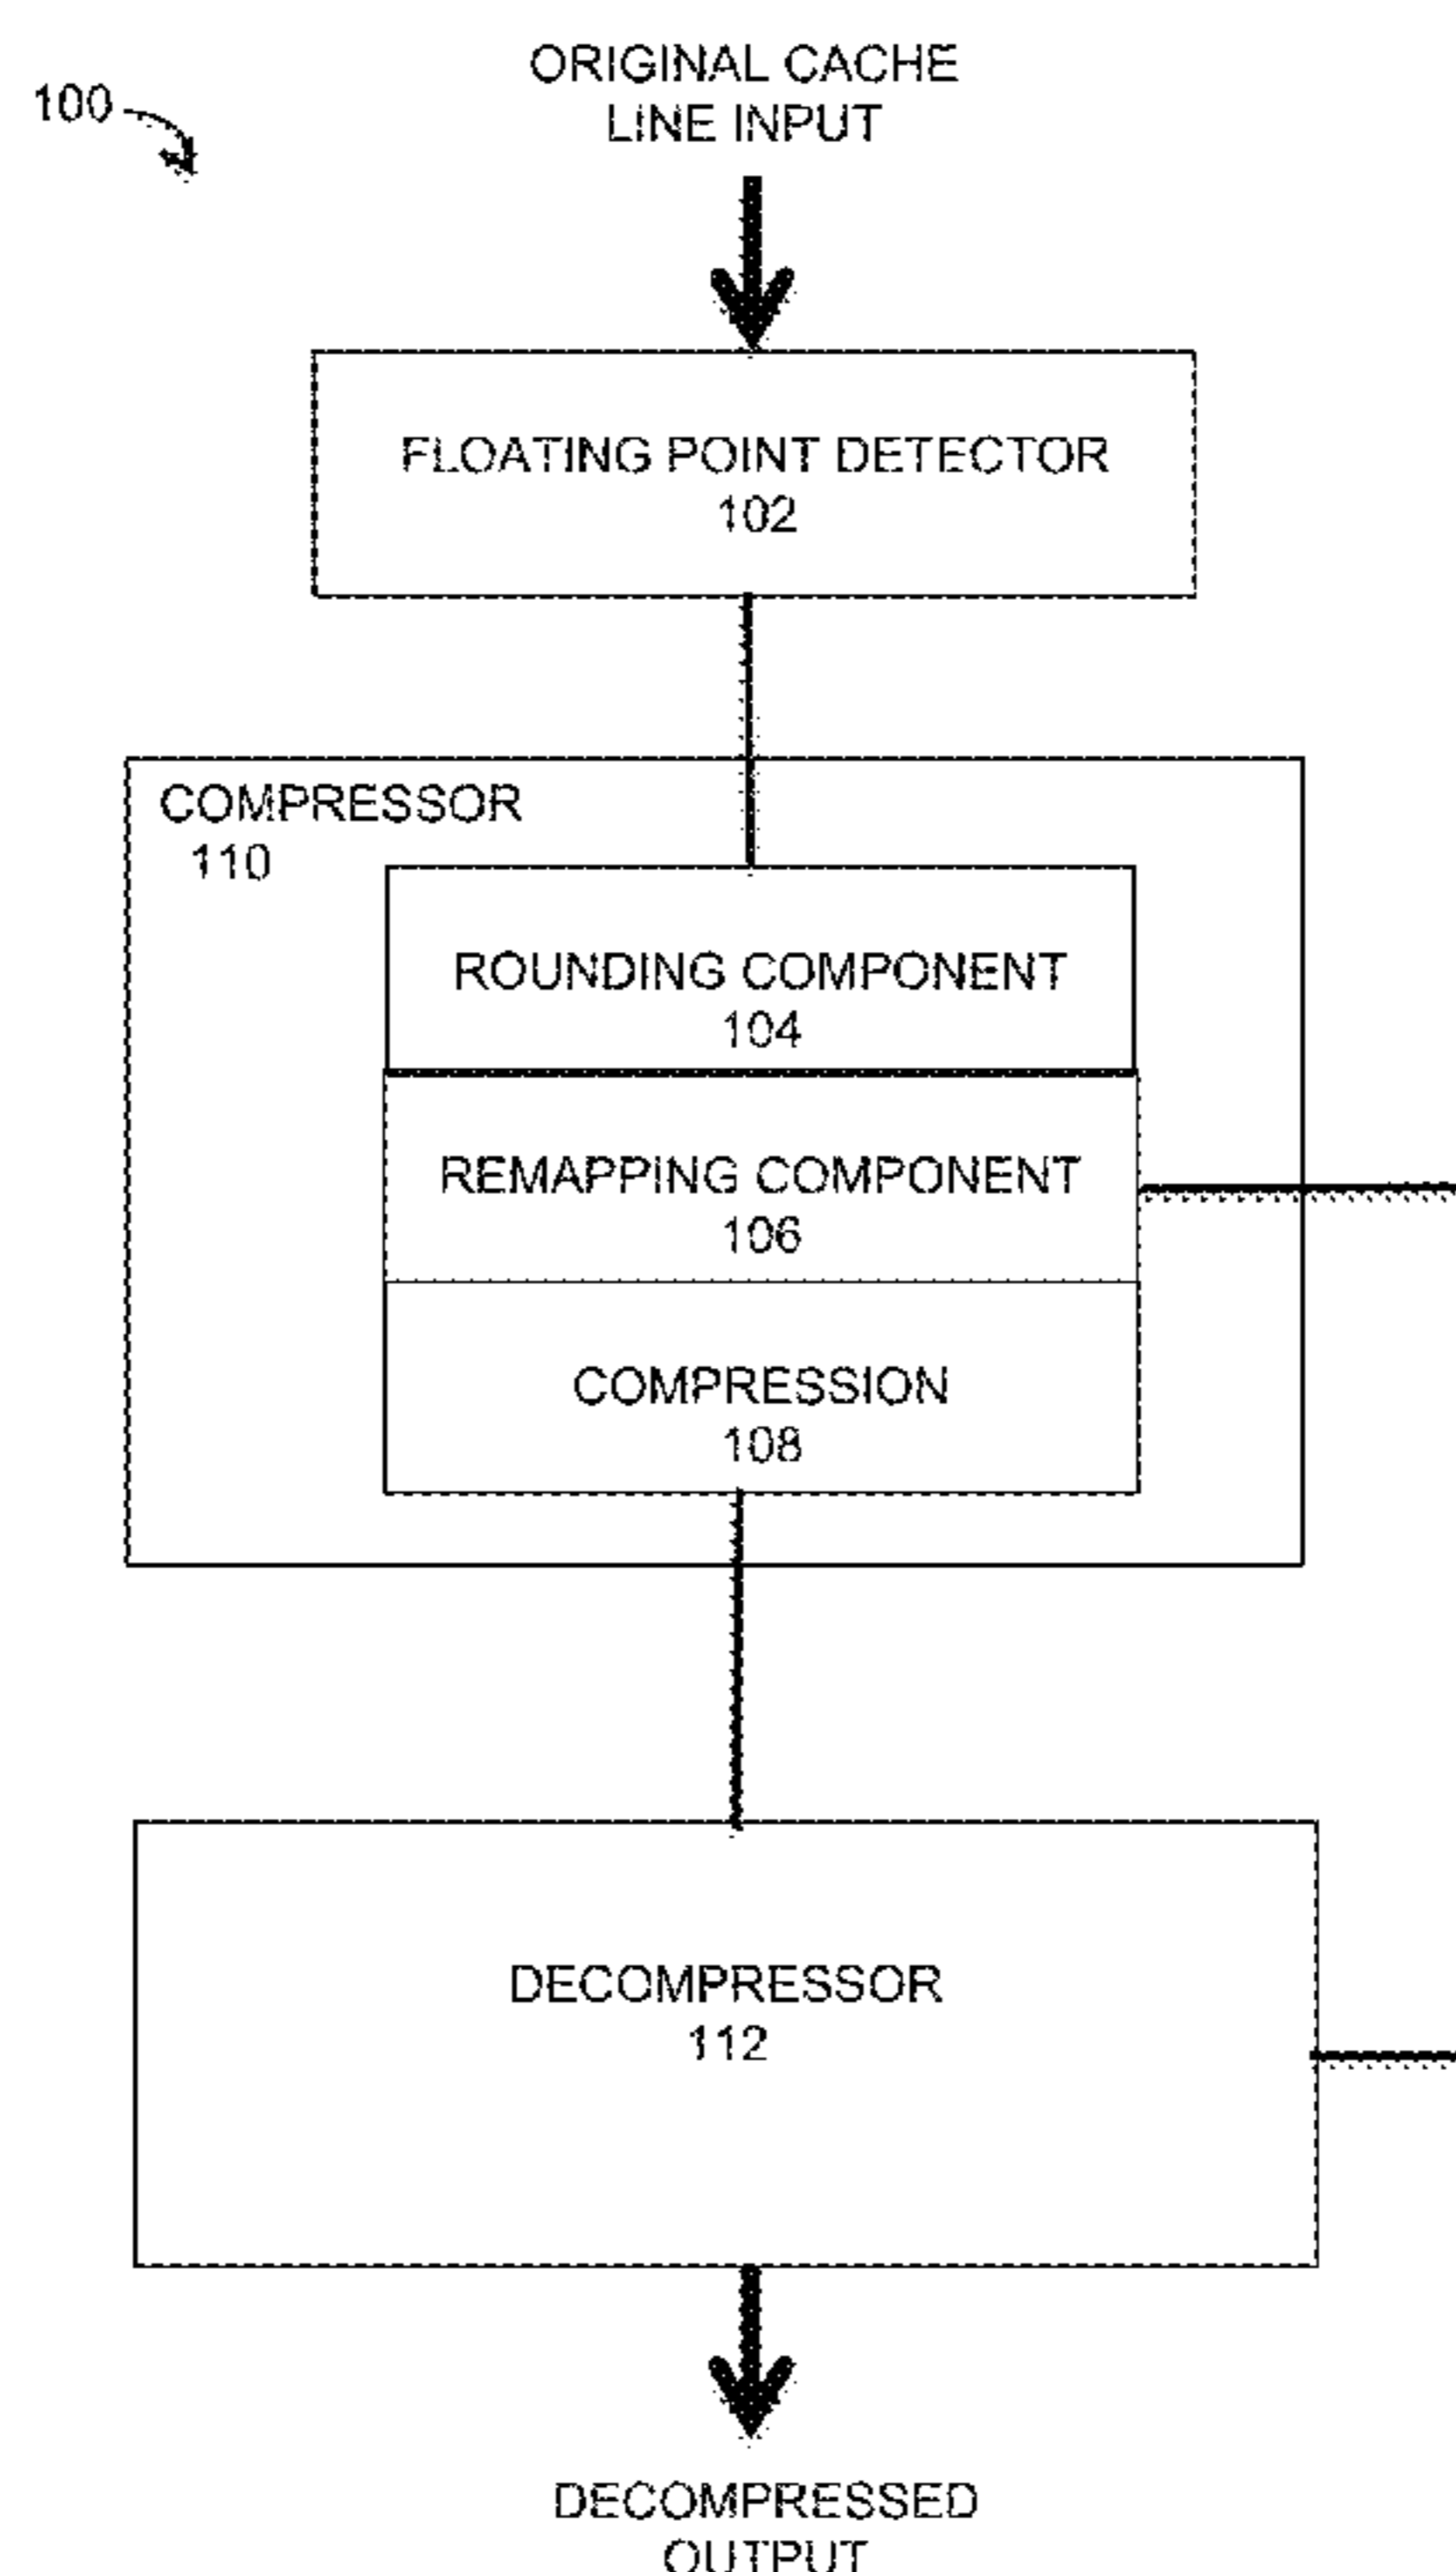 ORIGINAL CACHE
LINE INPUT
100
FLOATING POINT DETECTOR
102
COMPRESSOR
110
ROUNDING COMPONENT
104
REMAPPING COMPONENT
106
COMPRESSION
108
DECOMPRESSOR
112
DECOMPRESSED
OUTPUT